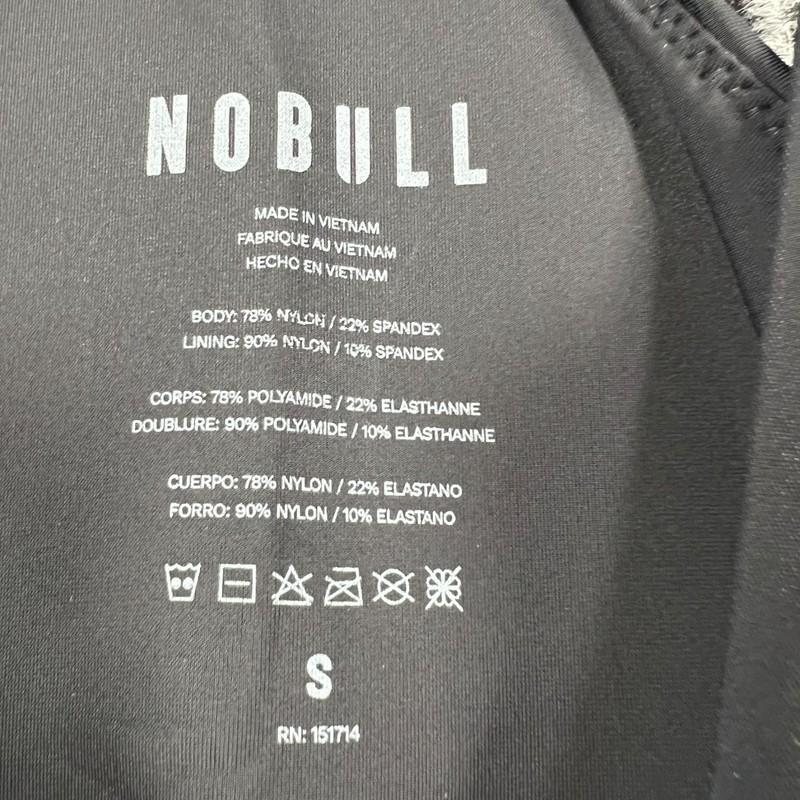 NOBULL
MADE IN VIETNAM
FABRIQUE AU VIETNAM
HECHO EN VIETNAM
BODY: 78% NYLON / 22% SPANDEX
LINING: 90% NYLON / 10% SPANDEX
CORPS: 78% POLYAMIDE / 22% ELASTHANNE
DOUBLURE: 90% POLYAMIDE / 10% ELASTHANNE
CUERPO: 78% NYLON / 22% ELASTANO
FORRO: 90% NYLON / 10% ELASTANO
S
RN: 151714